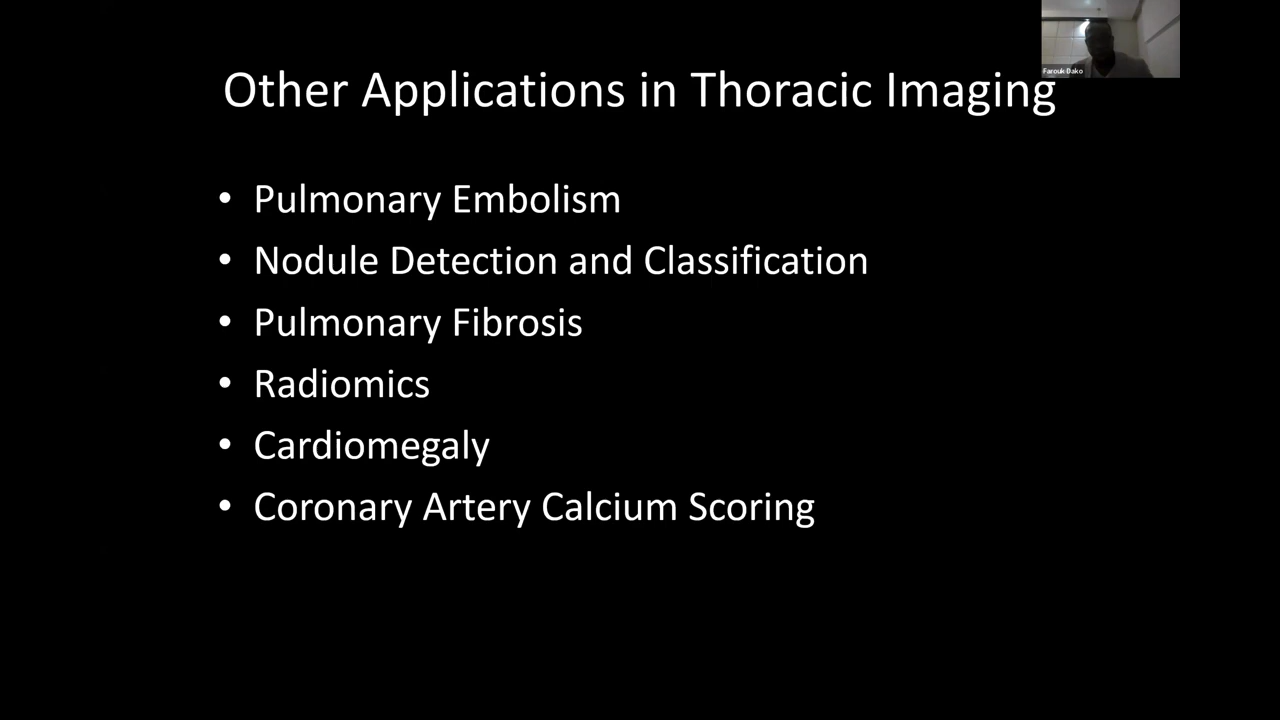 Farouk Dako
Other Applications in Thoracic Imaging
• Pulmonary Embolism
• Nodule Detection and Classification
• Pulmonary Fibrosis
• Radiomics
• Cardiomegaly
• Coronary Artery Calcium Scoring